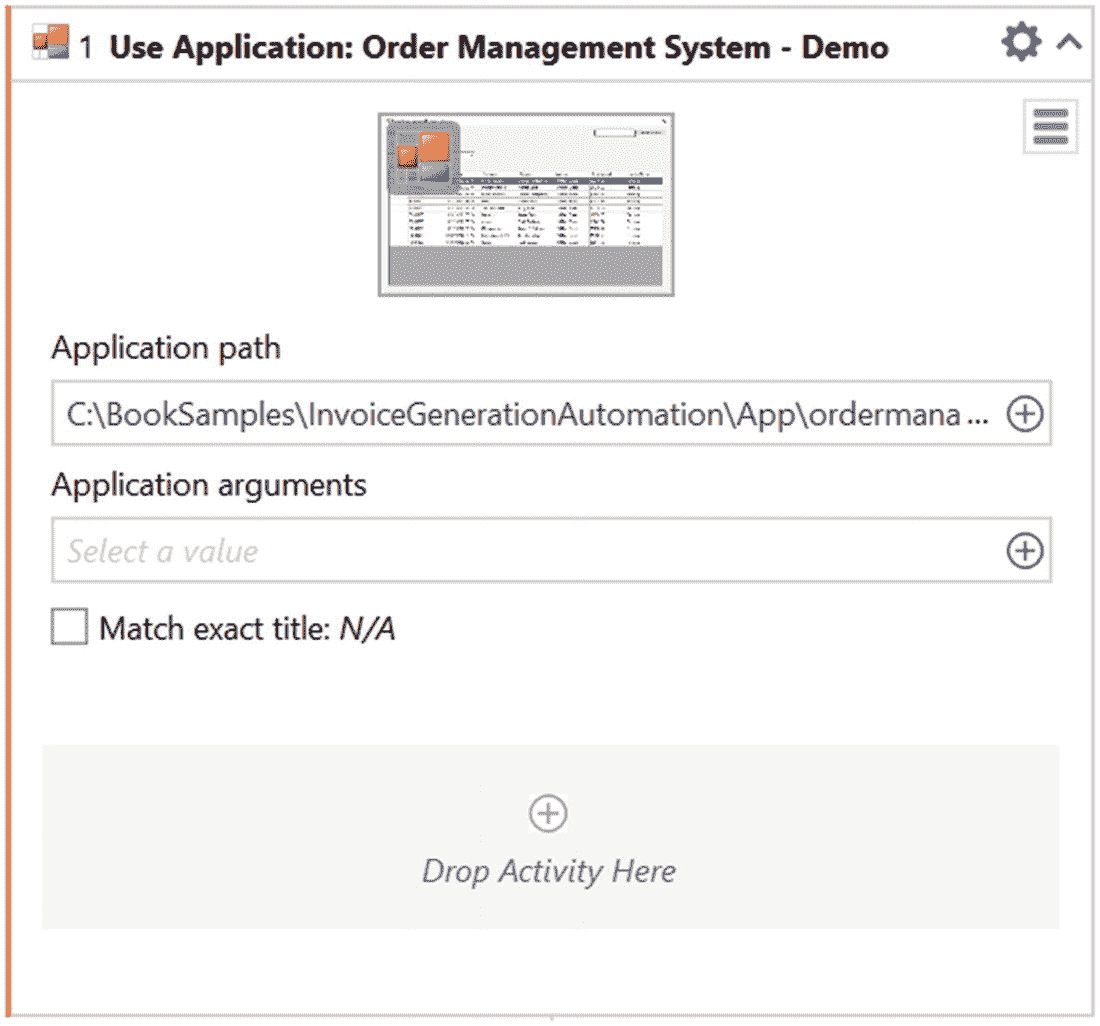 1 Use Application: Order Management System - Demo
Application path
C:\BookSamples\InvoiceGenerationAutomation\App\ordermana ...
Application arguments
Select a value
Match exact title: N/A
Drop Activity Here